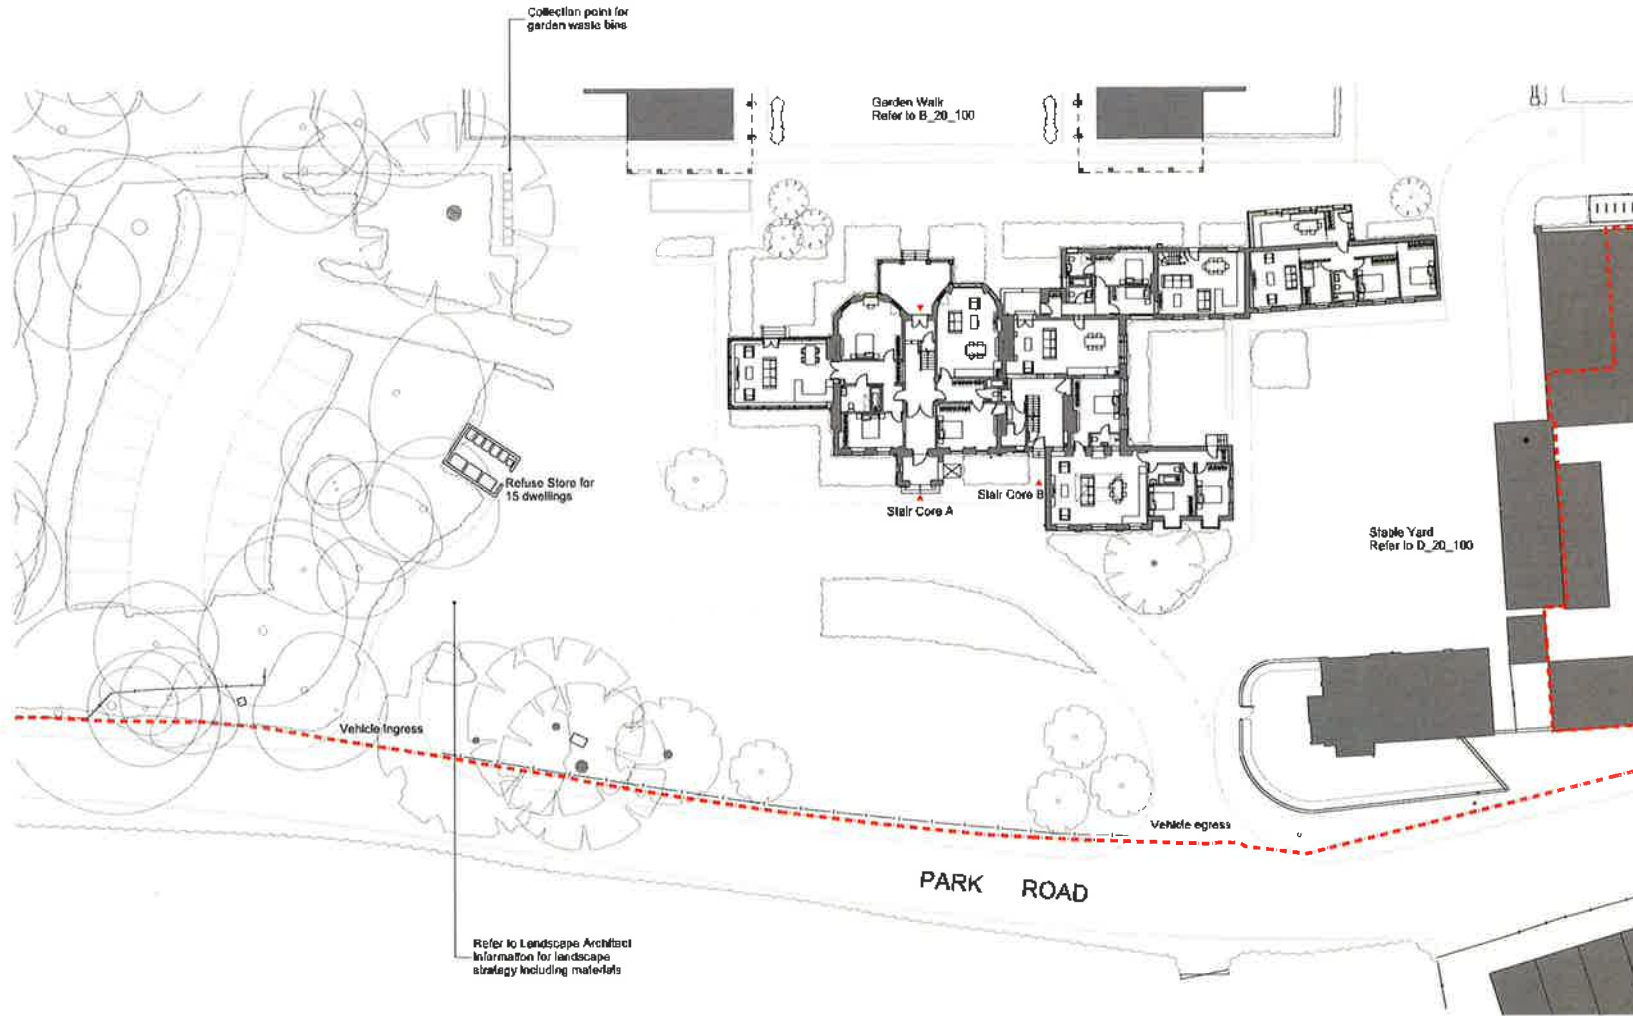 Collection point for
garden waste bins
Garden Walk
Refer to B_20_100
Refuse Store for
15 dwellings
Stair Core A
Stair Core B
Stable Yard
Refer to D_20_100
Vehicle Ingress
Vehicle egress
PARK ROAD
Refer to Landscape Architect
Information for landscape
strategy including materials